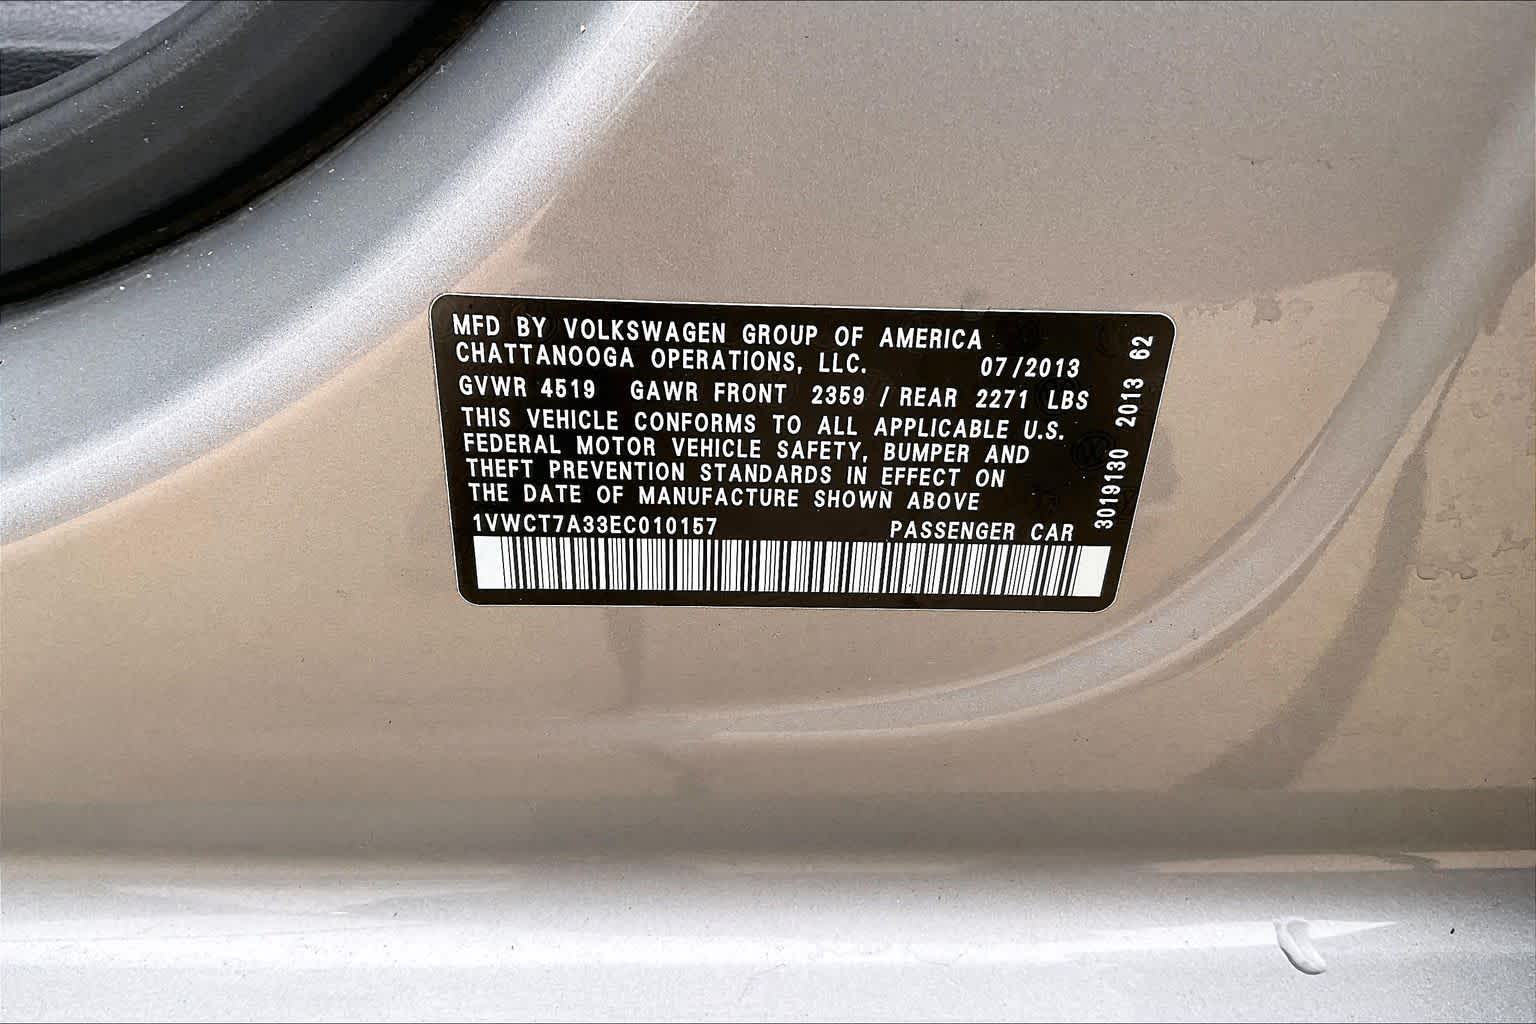 MFD BY VOLKSWAGEN GROUP OF AMERICA
CHATTANOOGA OPERATIONS, LLC. 07/2013
GVWR 4519 GAWR FRONT 2359 / REAR 2271 LBS
THIS VEHICLE CONFORMS TO ALL APPLICABLE U.S.
FEDERAL MOTOR VEHICLE SAFETY, BUMPER AND
THEFT PREVENTION STANDARDS IN EFFECT ON
THE DATE OF MANUFACTURE SHOWN ABOVE
1VWCT7A33EC010157 PASSENGER CAR
3019130 2013 62